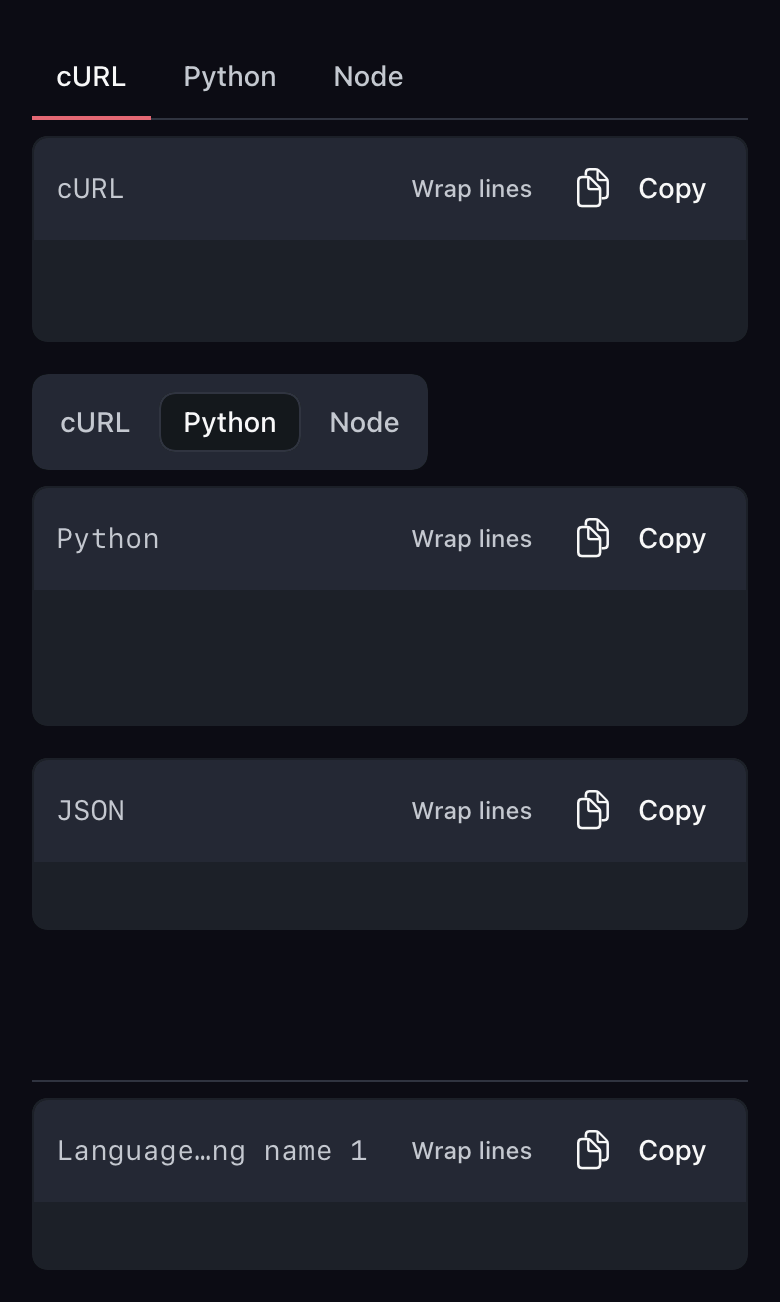 cURL Python Node
cURL Wrap lines Copy
cURL Python Node
Python Wrap lines Copy
JSON Wrap lines Copy
Language…ng name 1 Wrap lines Copy